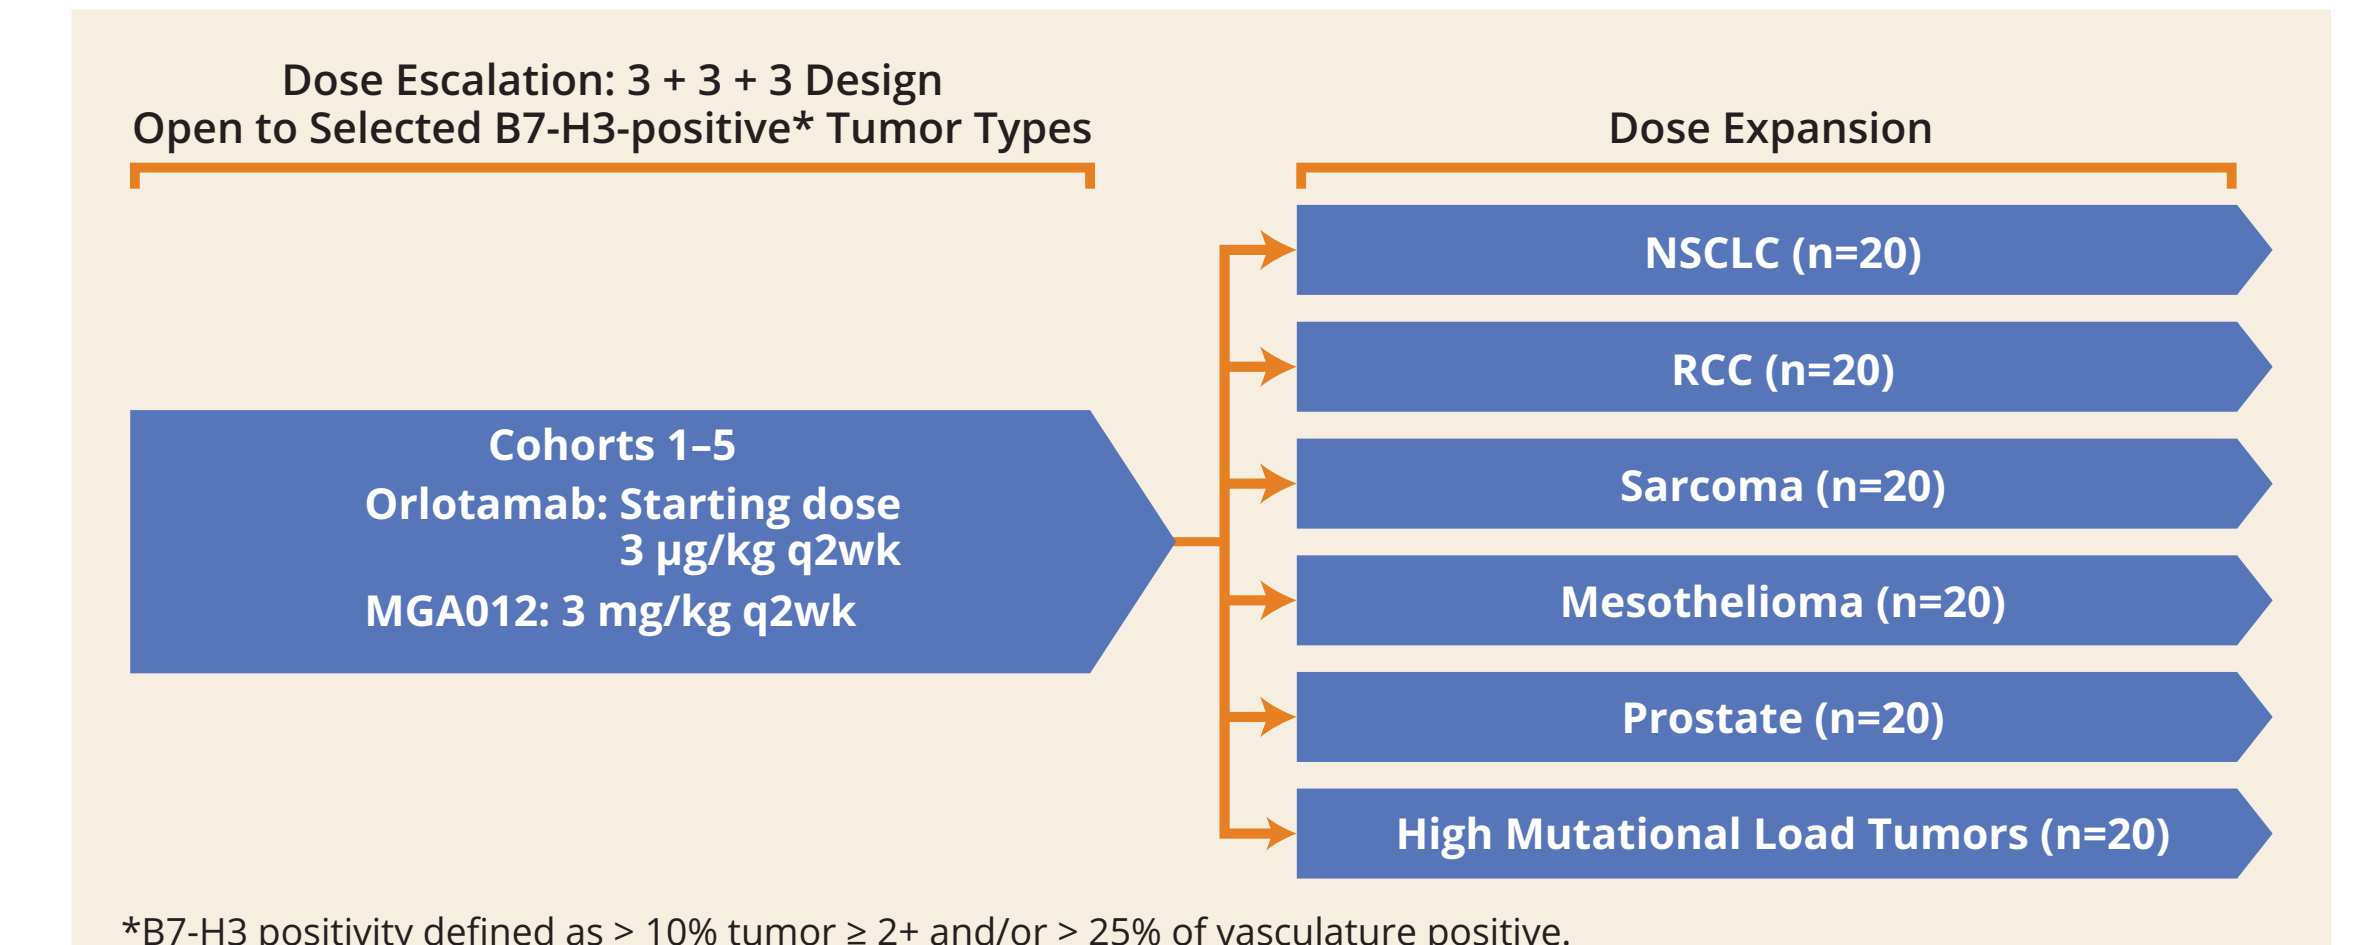 Dose Escalation: 3 + 3 + 3 Design
Open to Selected B7-H3-positive* Tumor Types
Cohorts 1–5
Orlotamab: Starting dose
3 µg/kg q2wk
MGA012: 3 mg/kg q2wk
Dose Expansion
NSCLC (n=20)
RCC (n=20)
Sarcoma (n=20)
Mesothelioma (n=20)
Prostate (n=20)
High Mutational Load Tumors (n=20)
*B7-H3 positivity defined as > 10% tumor ≥ 2+ and/or > 25% of vasculature positive.